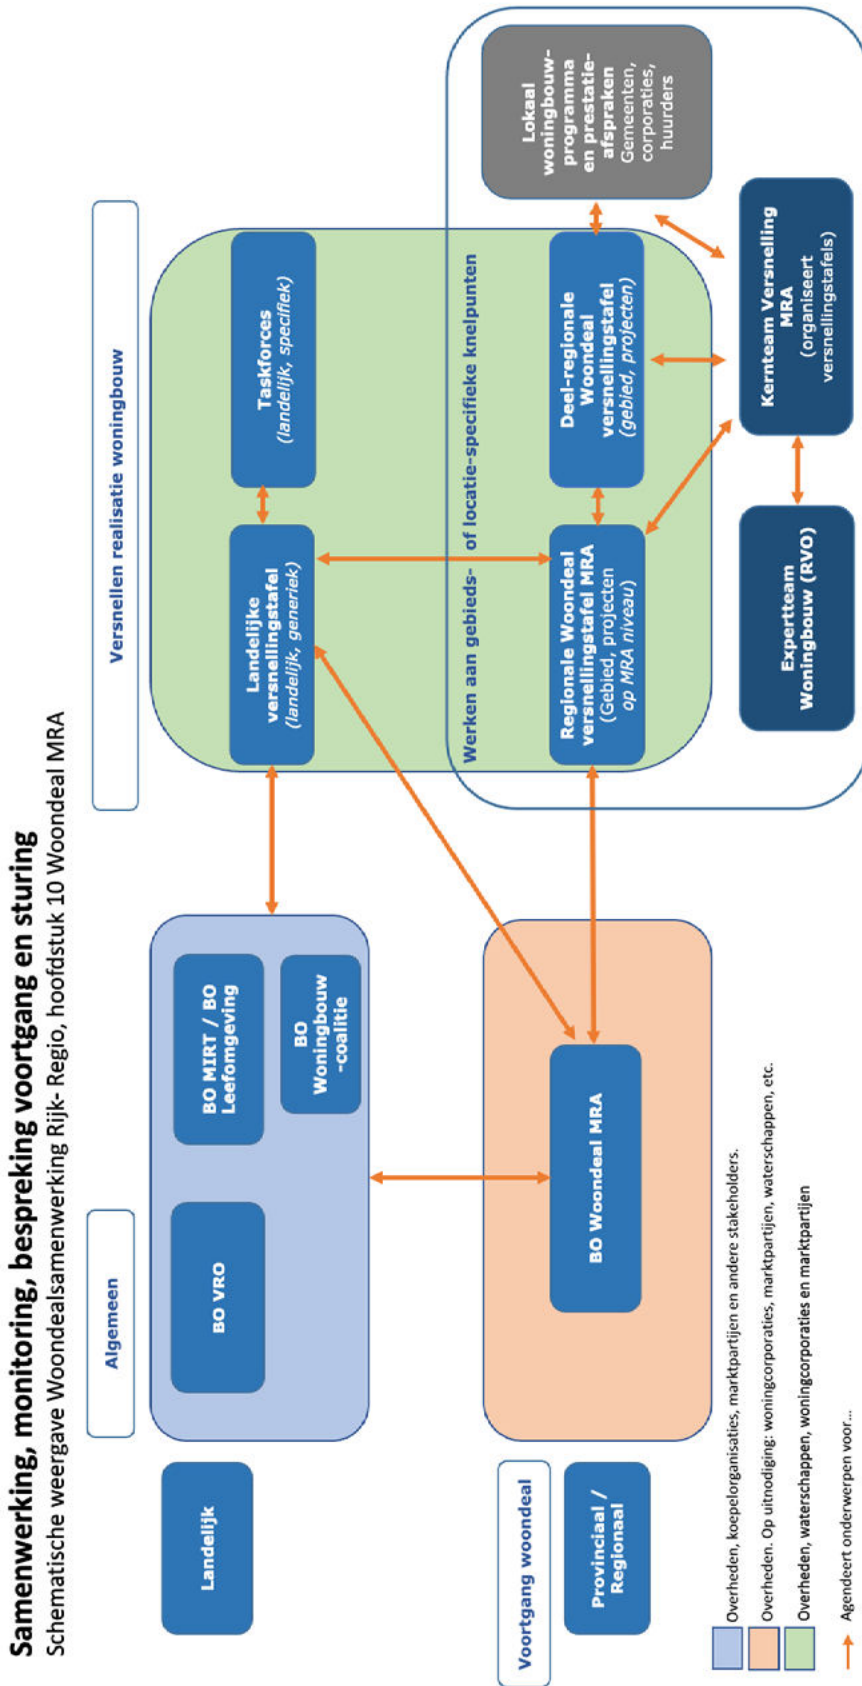 Samenwerking, monitoring, bespreking voortgang en sturing
Schematische weergave Woondealsamenwerking Rijk- Regio, hoofdstuk 10 Woondeal MRA
Algemeen
Versnellen realisatie woningbouw
Landelijk
BO VRO
BO MIRT / BO
Leefomgeving
BO
Woningbouw
-coalitie
Landelijke
versnellingstafel
(landelijk, generiek)
Taskforces
(landelijk, specifiek)
Werken aan gebieds- of locatie-specifieke knelpunten
Voortgang woondeal
Provinciaal /
Regionaal
BO Woondeal MRA
Regionale Woondeal
versnellingstafel MRA
(Gebied, projecten
op MRA niveau)
Deel-regionale
Woondeal
versnellingstafel
(gebied, projecten)
Lokaal
woningbouw-
programma
en prestatie-
afspraken
Gemeenten,
corporaties,
huurders
Expertteam
Woningbouw (RVO)
Kernteam Versnelling
MRA
(organiseert
versnellingstafels)
Overheden, koepelorganisaties, marktpartijen en andere stakeholders.
Overheden. Op uitnodiging: woningcorporaties, marktpartijen, waterschappen, etc.
Overheden, waterschappen, woningcorporaties en marktpartijen
Agendeert onderwerpen voor...